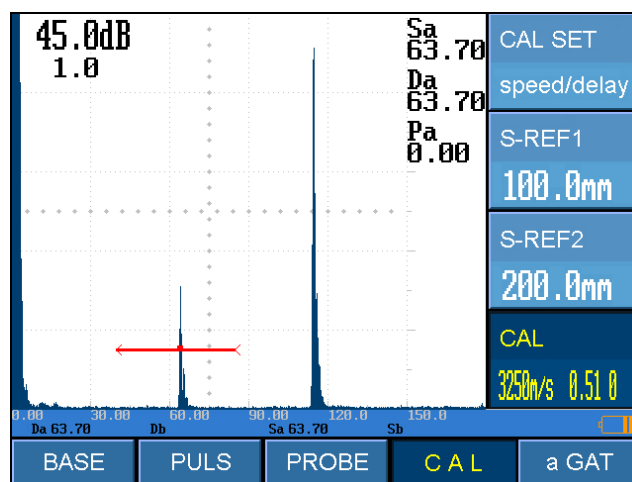 45.0dB
1.0
Sa
63.70
Da
63.70
Pa
0.00
CAL SET
speed/delay
S-REF1
100.0mm
S-REF2
200.0mm
CAL
3250m/s 0.51 0
0.00 30.00 60.00 90.00 120.0 150.0
Da 63.70 Db Sa 63.70 Sb
BASE PULS PROBE C A L a GAT